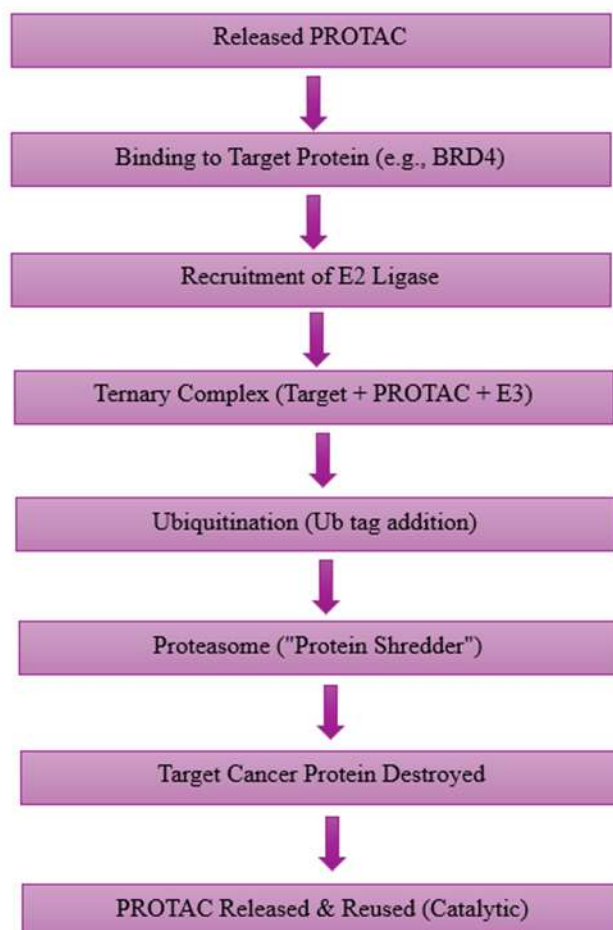 Released PROTAC
Binding to Target Protein (e.g., BRD4)
Recruitment of E2 Ligase
Ternary Complex (Target + PROTAC + E3)
Ubiquitination (Ub tag addition)
Proteasome ("Protein Shredder")
Target Cancer Protein Destroyed
PROTAC Released & Reused (Catalytic)